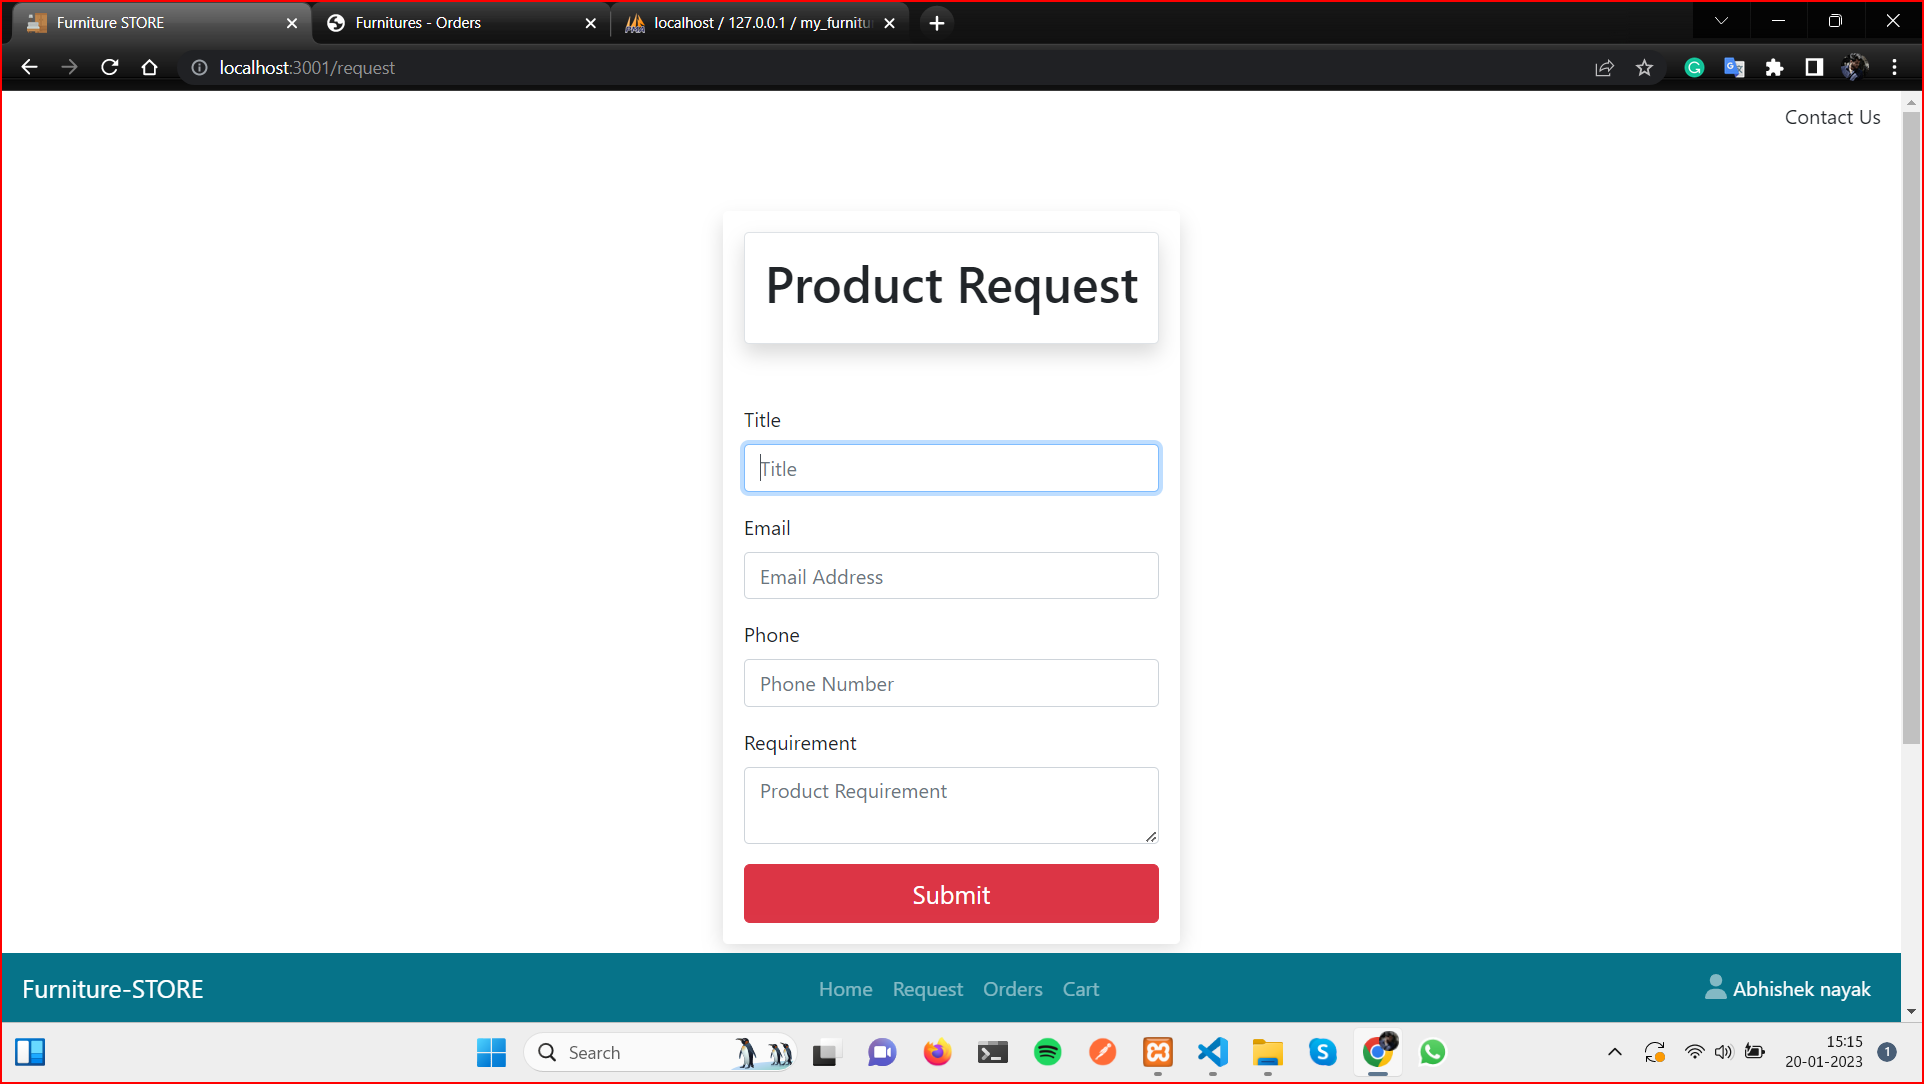 Furniture STORE
Furnitures - Orders
localhost / 127.0.0.1 / my_furnitu
localhost:3001/request
Contact Us
Product Request
Title
Title
Email
Email Address
Phone
Phone Number
Requirement
Product Requirement
Submit
Furniture-STORE
Home Request Orders Cart
Abhishek nayak
Search
15:15
20-01-2023
1